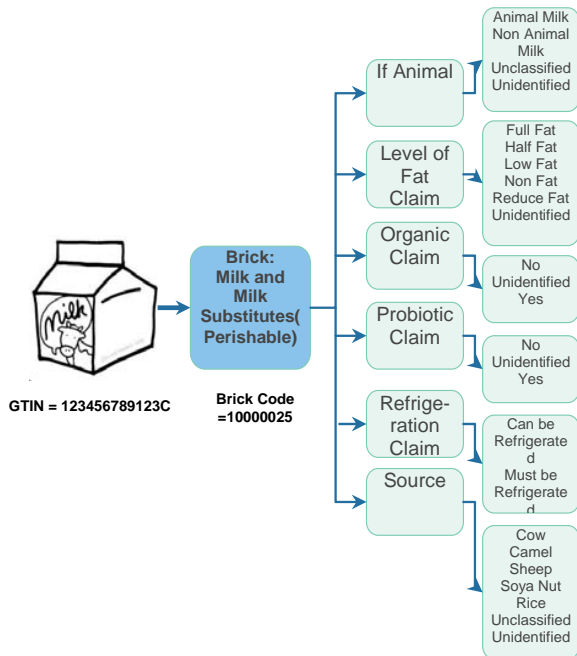 milk
GTIN = 123456789123C
Brick:
Milk and
Milk
Substitutes(
Perishable)
Brick Code
=10000025
If Animal
Animal Milk
Non Animal
Milk
Unclassified
Unidentified
Level of
Fat
Claim
Full Fat
Half Fat
Low Fat
Non Fat
Reduce Fat
Unidentified
Organic
Claim
No
Unidentified
Yes
Probiotic
Claim
No
Unidentified
Yes
Refrige-
ration
Claim
Can be
Refrigerate
d
Must be
Refrigerate
d
Source
Cow
Camel
Sheep
Soya Nut
Rice
Unclassified
Unidentified